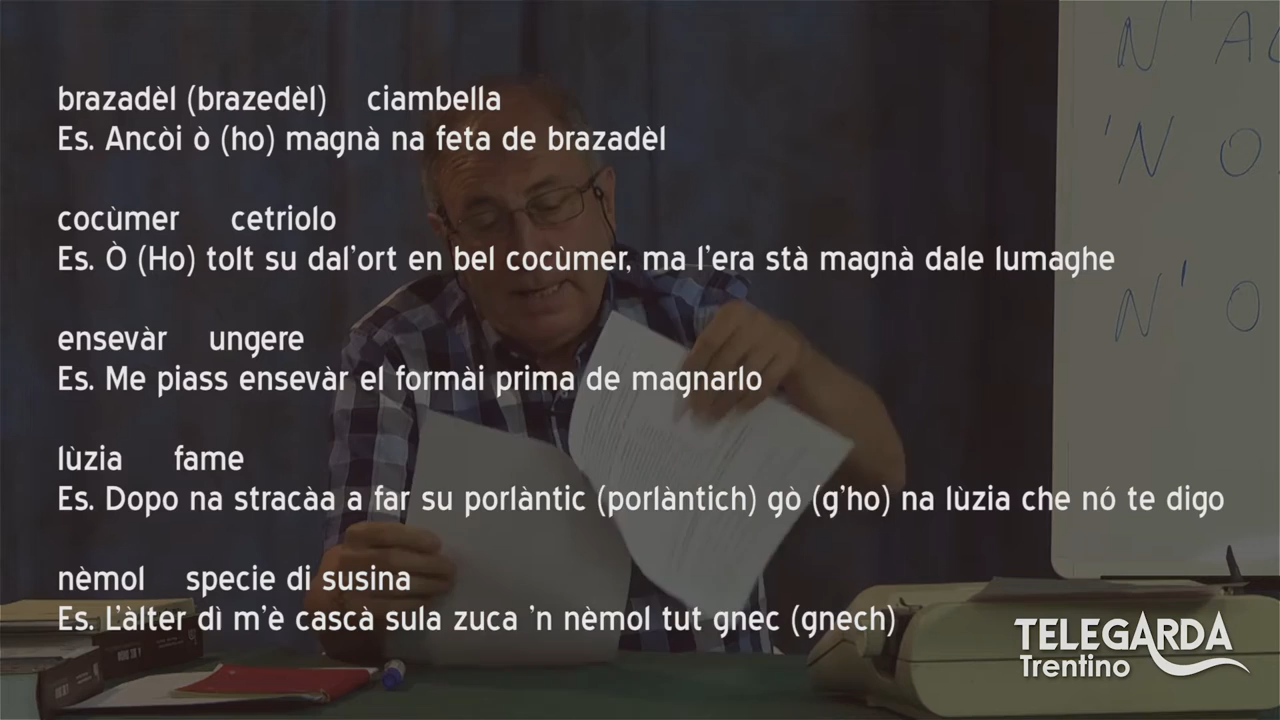 brazadèl (brazedèl) ciambella
Es. Ancòi ò (ho) magnà na feta de brazadèl
cocùmer cetriolo
Es. Ò (Ho) tolt su dal'ort en bel cocùmer, ma l'era stà magnà dale lumaghe
ensevàr ungere
Es. Me piass ensevàr el formài prima de magnarlo
lùzia fame
Es. Dopo na stracàa a far su porlàntic (porlàntich) gò (g'ho) na lùzia che nó te digo
nèmol specie di susina
Es. L'àlter dì m'è cascà sula zuca 'n nèmol tut gnec (gnech)
N' A
'N O
N' O
TELEGARDA
Trentino